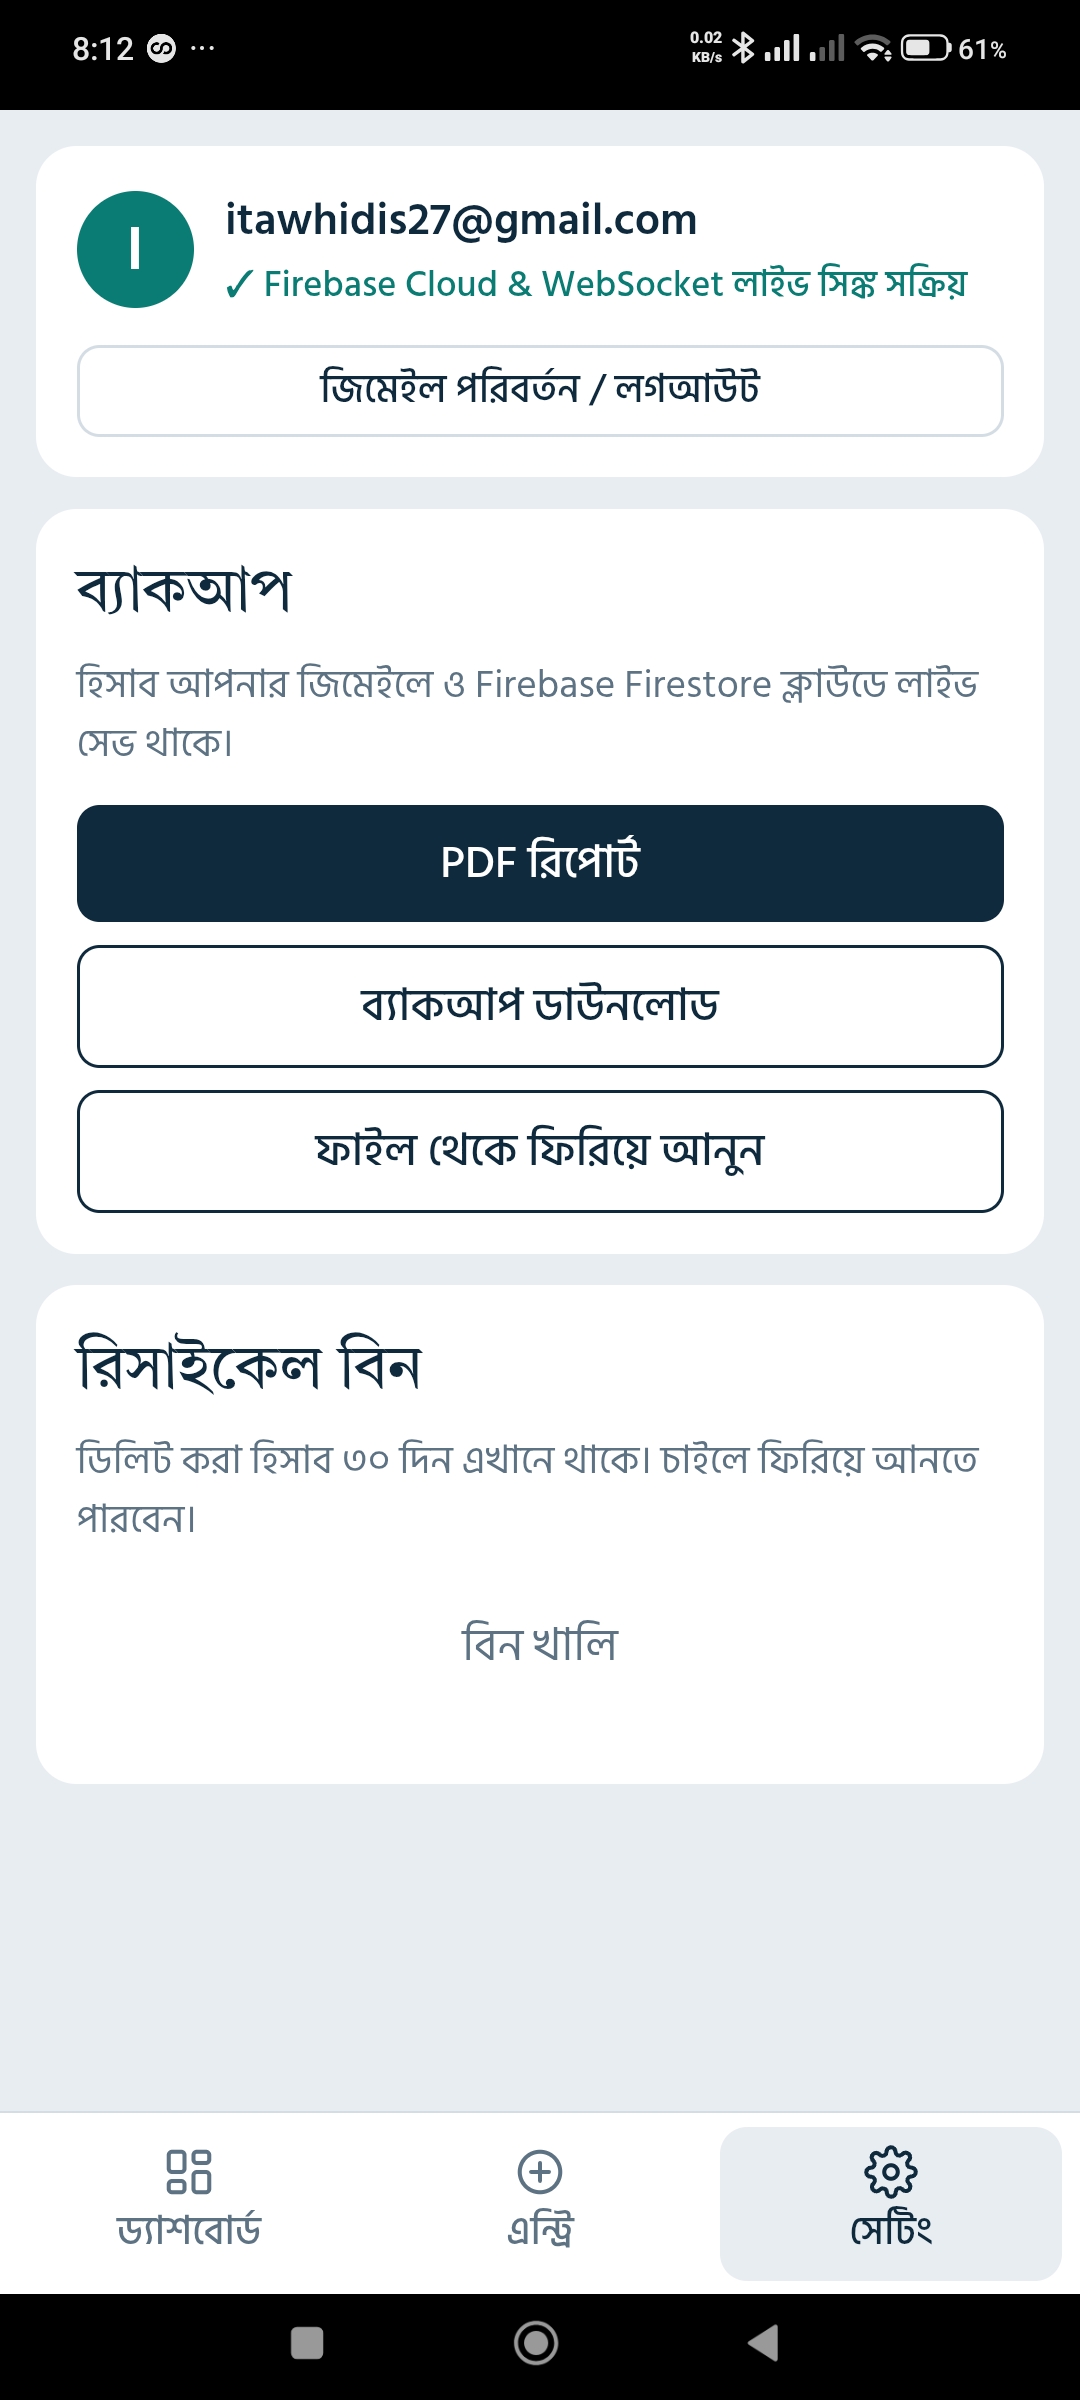 8:12 ... 0.02 KB/s 61%
I
itawhidis27@gmail.com
✓ Firebase Cloud & WebSocket লাইভ সিঙ্ক সক্রিয়
জিমেইল পরিবর্তন / লগআউট
ব্যাকআপ
হিসাব আপনার জিমেইলে ও Firebase Firestore ক্লাউডে লাইভ
সেভ থাকে।
PDF রিপোর্ট
ব্যাকআপ ডাউনলোড
ফাইল থেকে ফিরিয়ে আনুন
রিসাইকেল বিন
ডিলিট করা হিসাব ৩০ দিন এখানে থাকে। চাইলে ফিরিয়ে আনতে
পারবেন।
বিন খালি
ড্যাশবোর্ড এন্ট্রি সেটিং